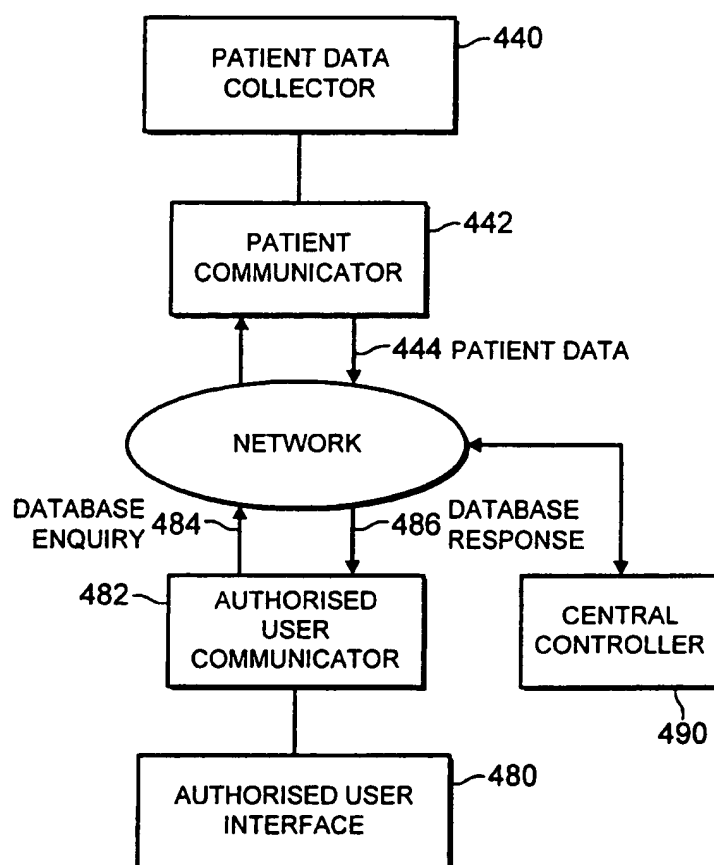 PATIENT DATA
COLLECTOR
440
PATIENT
COMMUNICATOR
442
444 PATIENT DATA
NETWORK
DATABASE
ENQUIRY
484
486
DATABASE
RESPONSE
482
AUTHORISED
USER
COMMUNICATOR
CENTRAL
CONTROLLER
490
AUTHORISED USER
INTERFACE
480